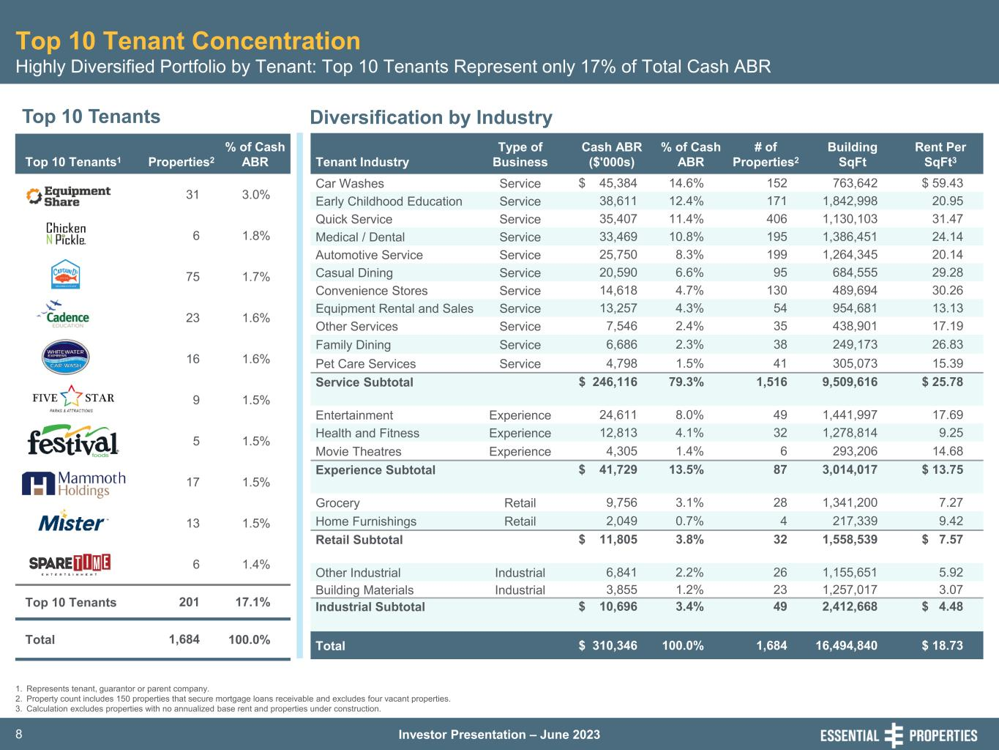 Top 10 Tenant Concentration
Highly Diversified Portfolio by Tenant: Top 10 Tenants Represent only 17% of Total Cash ABR
Top 10 Tenants
Top 10 Tenants¹ Properties² % of Cash ABR
Equipment Share 31 3.0%
Chicken N Pickle 6 1.8%
Captain D's 75 1.7%
Cadence EDUCATION 23 1.6%
WHITEWATER EXPRESS CAR WASH 16 1.6%
FIVE STAR PARKS & ATTRACTIONS 9 1.5%
festival foods 5 1.5%
Mammoth Holdings 17 1.5%
Mister 13 1.5%
SPARE TIME ENTERTAINMENT 6 1.4%
Top 10 Tenants 201 17.1%
Total 1,684 100.0%
Diversification by Industry
Tenant Industry Type of Business Cash ABR ($'000s) % of Cash ABR # of Properties² Building SqFt Rent Per SqFt³
Car Washes Service $ 45,384 14.6% 152 763,642 $ 59.43
Early Childhood Education Service 38,611 12.4% 171 1,842,998 20.95
Quick Service Service 35,407 11.4% 406 1,130,103 31.47
Medical / Dental Service 33,469 10.8% 195 1,386,451 24.14
Automotive Service Service 25,750 8.3% 199 1,264,345 20.14
Casual Dining Service 20,590 6.6% 95 684,555 29.28
Convenience Stores Service 14,618 4.7% 130 489,694 30.26
Equipment Rental and Sales Service 13,257 4.3% 54 954,681 13.13
Other Services Service 7,546 2.4% 35 438,901 17.19
Family Dining Service 6,686 2.3% 38 249,173 26.83
Pet Care Services Service 4,798 1.5% 41 305,073 15.39
Service Subtotal $ 246,116 79.3% 1,516 9,509,616 $ 25.78
Entertainment Experience 24,611 8.0% 49 1,441,997 17.69
Health and Fitness Experience 12,813 4.1% 32 1,278,814 9.25
Movie Theatres Experience 4,305 1.4% 6 293,206 14.68
Experience Subtotal $ 41,729 13.5% 87 3,014,017 $ 13.75
Grocery Retail 9,756 3.1% 28 1,341,200 7.27
Home Furnishings Retail 2,049 0.7% 4 217,339 9.42
Retail Subtotal $ 11,805 3.8% 32 1,558,539 $ 7.57
Other Industrial Industrial 6,841 2.2% 26 1,155,651 5.92
Building Materials Industrial 3,855 1.2% 23 1,257,017 3.07
Industrial Subtotal $ 10,696 3.4% 49 2,412,668 $ 4.48
Total $ 310,346 100.0% 1,684 16,494,840 $ 18.73
1. Represents tenant, guarantor or parent company.
2. Property count includes 150 properties that secure mortgage loans receivable and excludes four vacant properties.
3. Calculation excludes properties with no annualized base rent and properties under construction.
8 Investor Presentation – June 2023 ESSENTIAL PROPERTIES